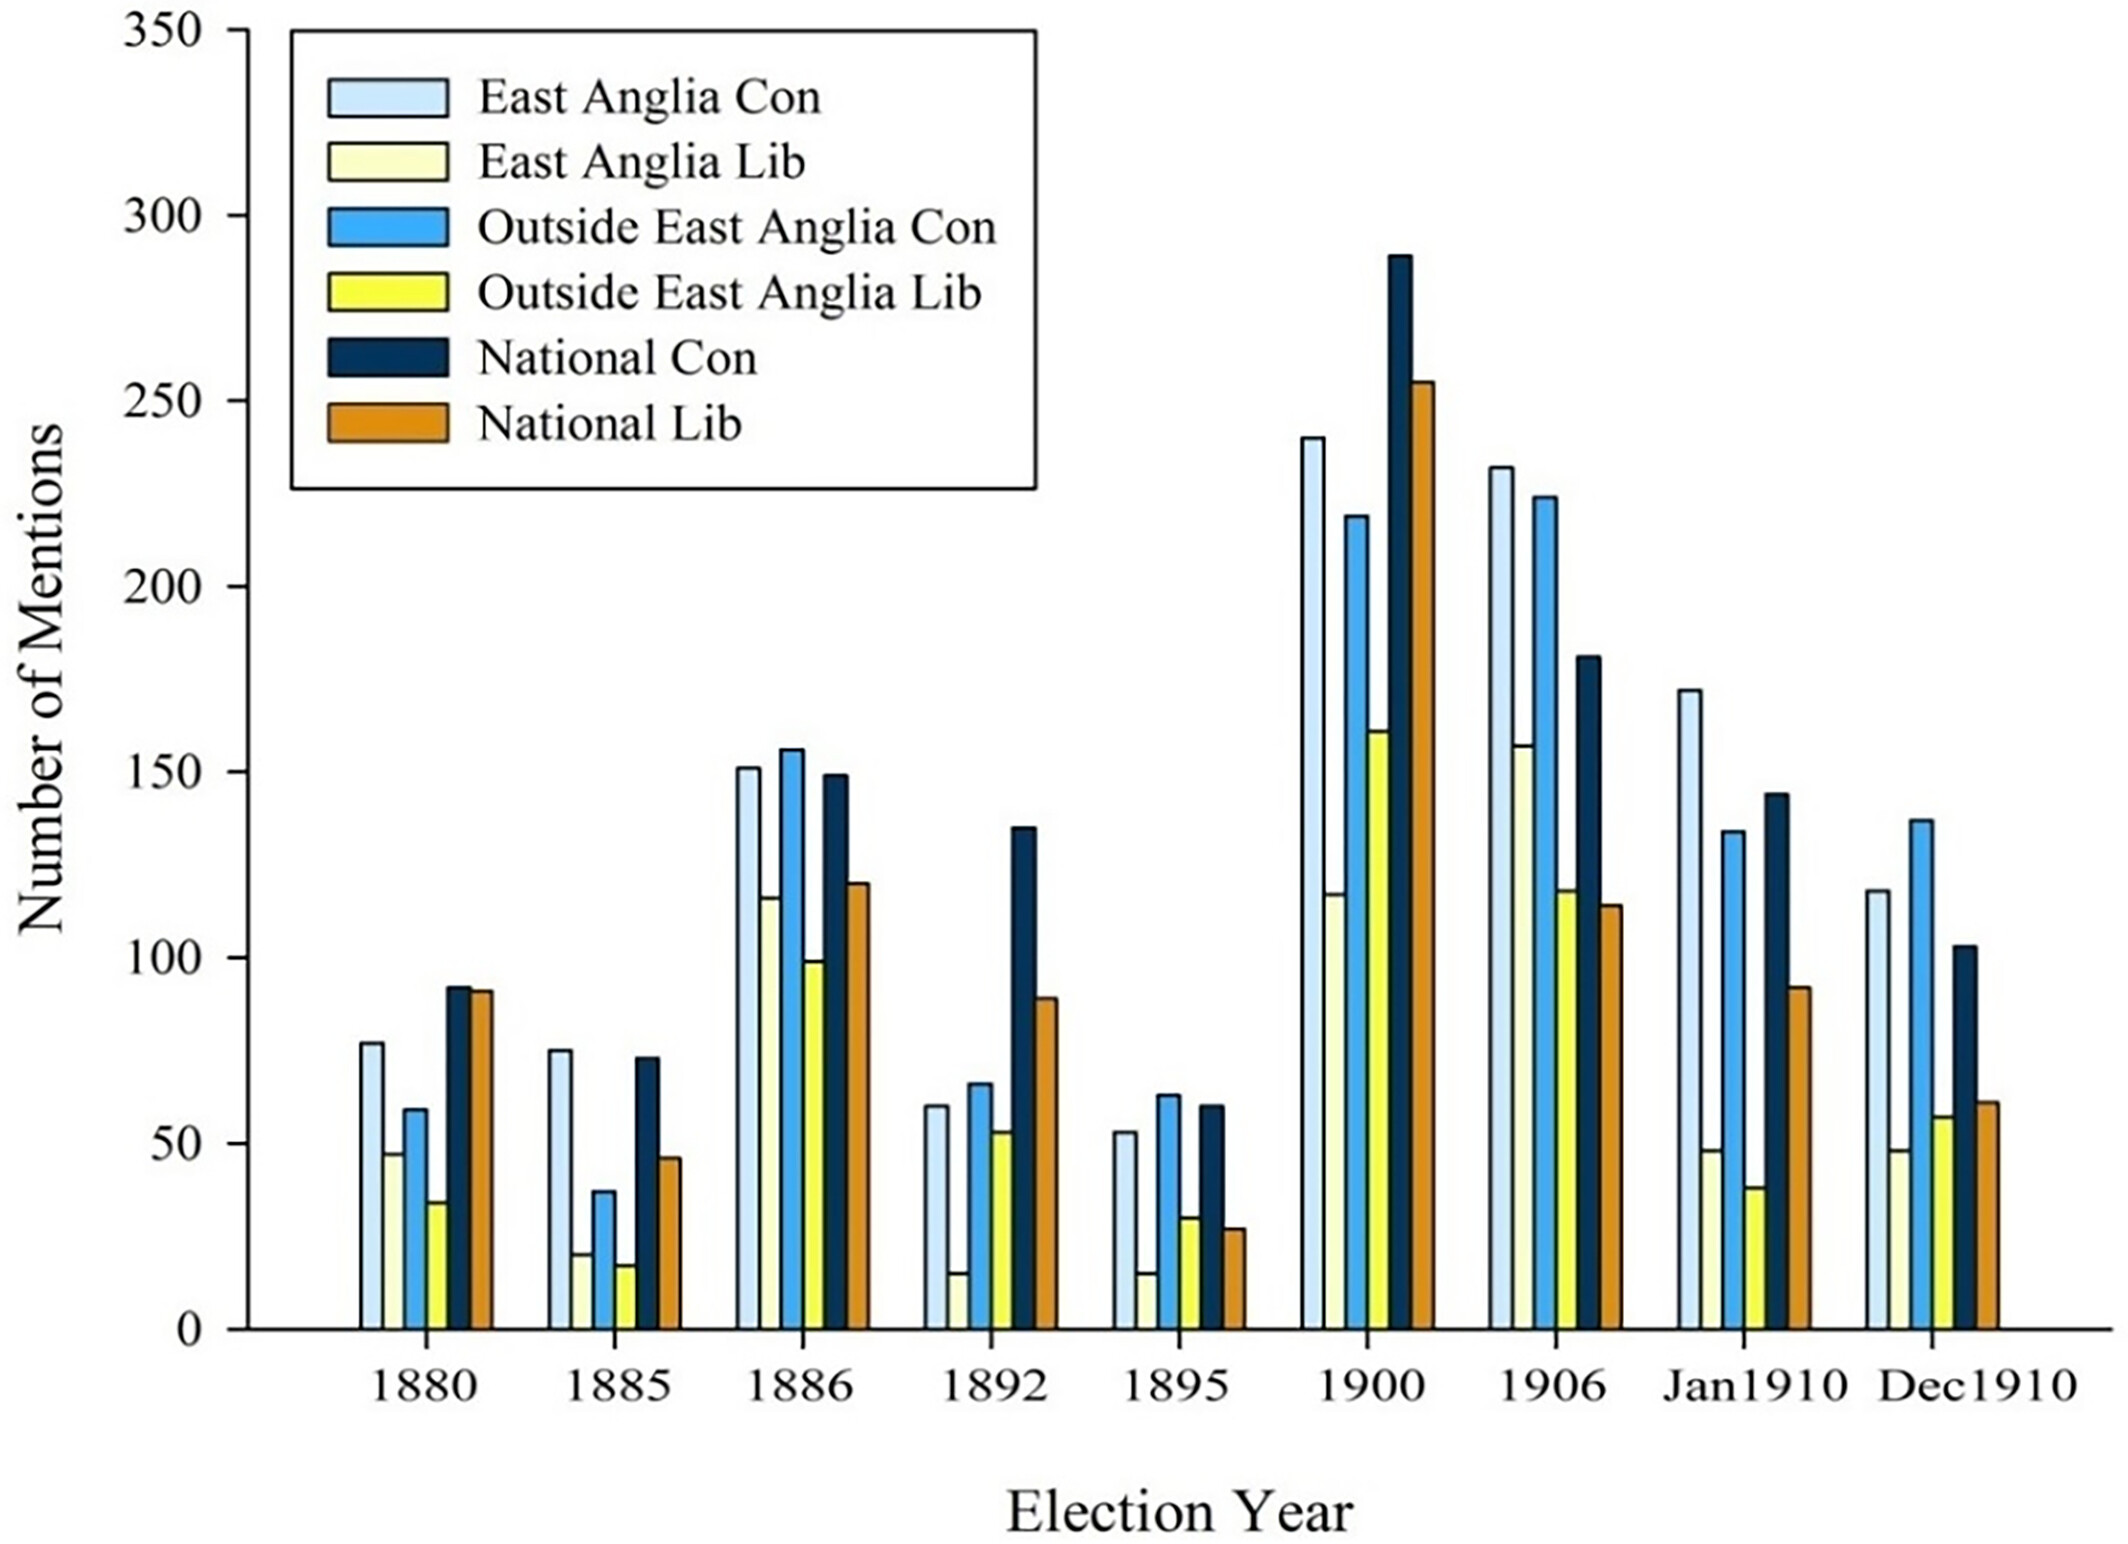 350
300
250
200
150
100
50
0
Number of Mentions
East Anglia Con
East Anglia Lib
Outside East Anglia Con
Outside East Anglia Lib
National Con
National Lib
1880 1885 1886 1892 1895 1900 1906 Jan1910 Dec1910
Election Year